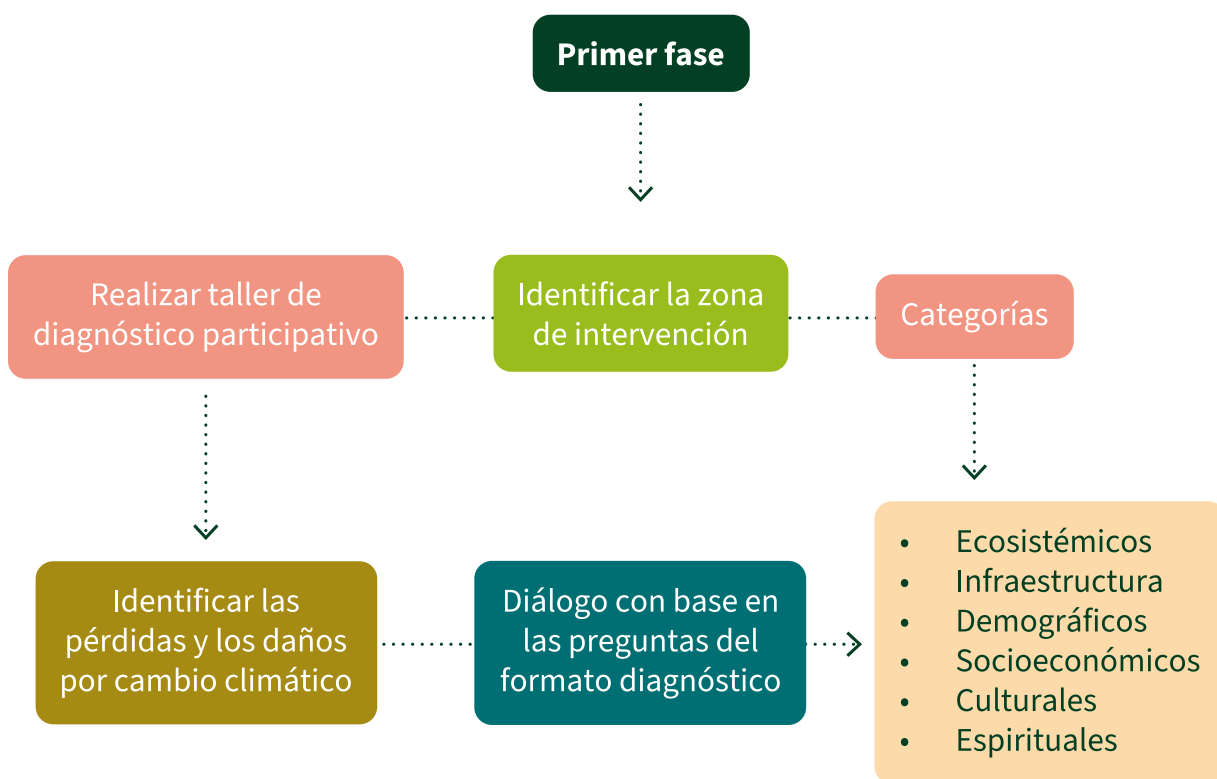 Primer fase
Realizar taller de
diagnóstico participativo
Identificar la zona
de intervención
Categorías
Identificar las
pérdidas y los daños
por cambio climático
Diálogo con base en
las preguntas del
formato diagnóstico
• Ecosistémicos
• Infraestructura
• Demográficos
• Socioeconómicos
• Culturales
• Espirituales